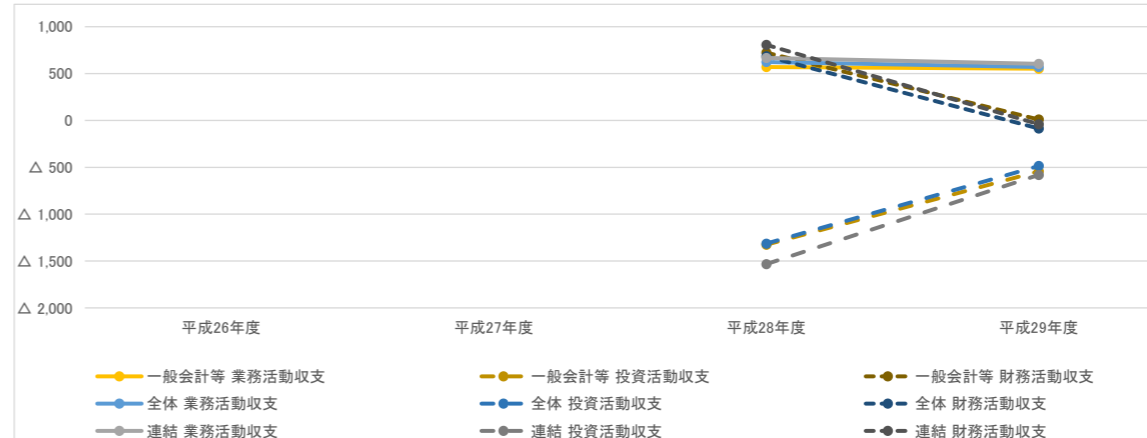 1,000
500
0
△ 500
△ 1,000
△ 1,500
△ 2,000
平成26年度 平成27年度 平成28年度 平成29年度
一般会計等 業務活動収支 一般会計等 投資活動収支 一般会計等 財務活動収支
全体 業務活動収支 全体 投資活動収支 全体 財務活動収支
連結 業務活動収支 連結 投資活動収支 連結 財務活動収支